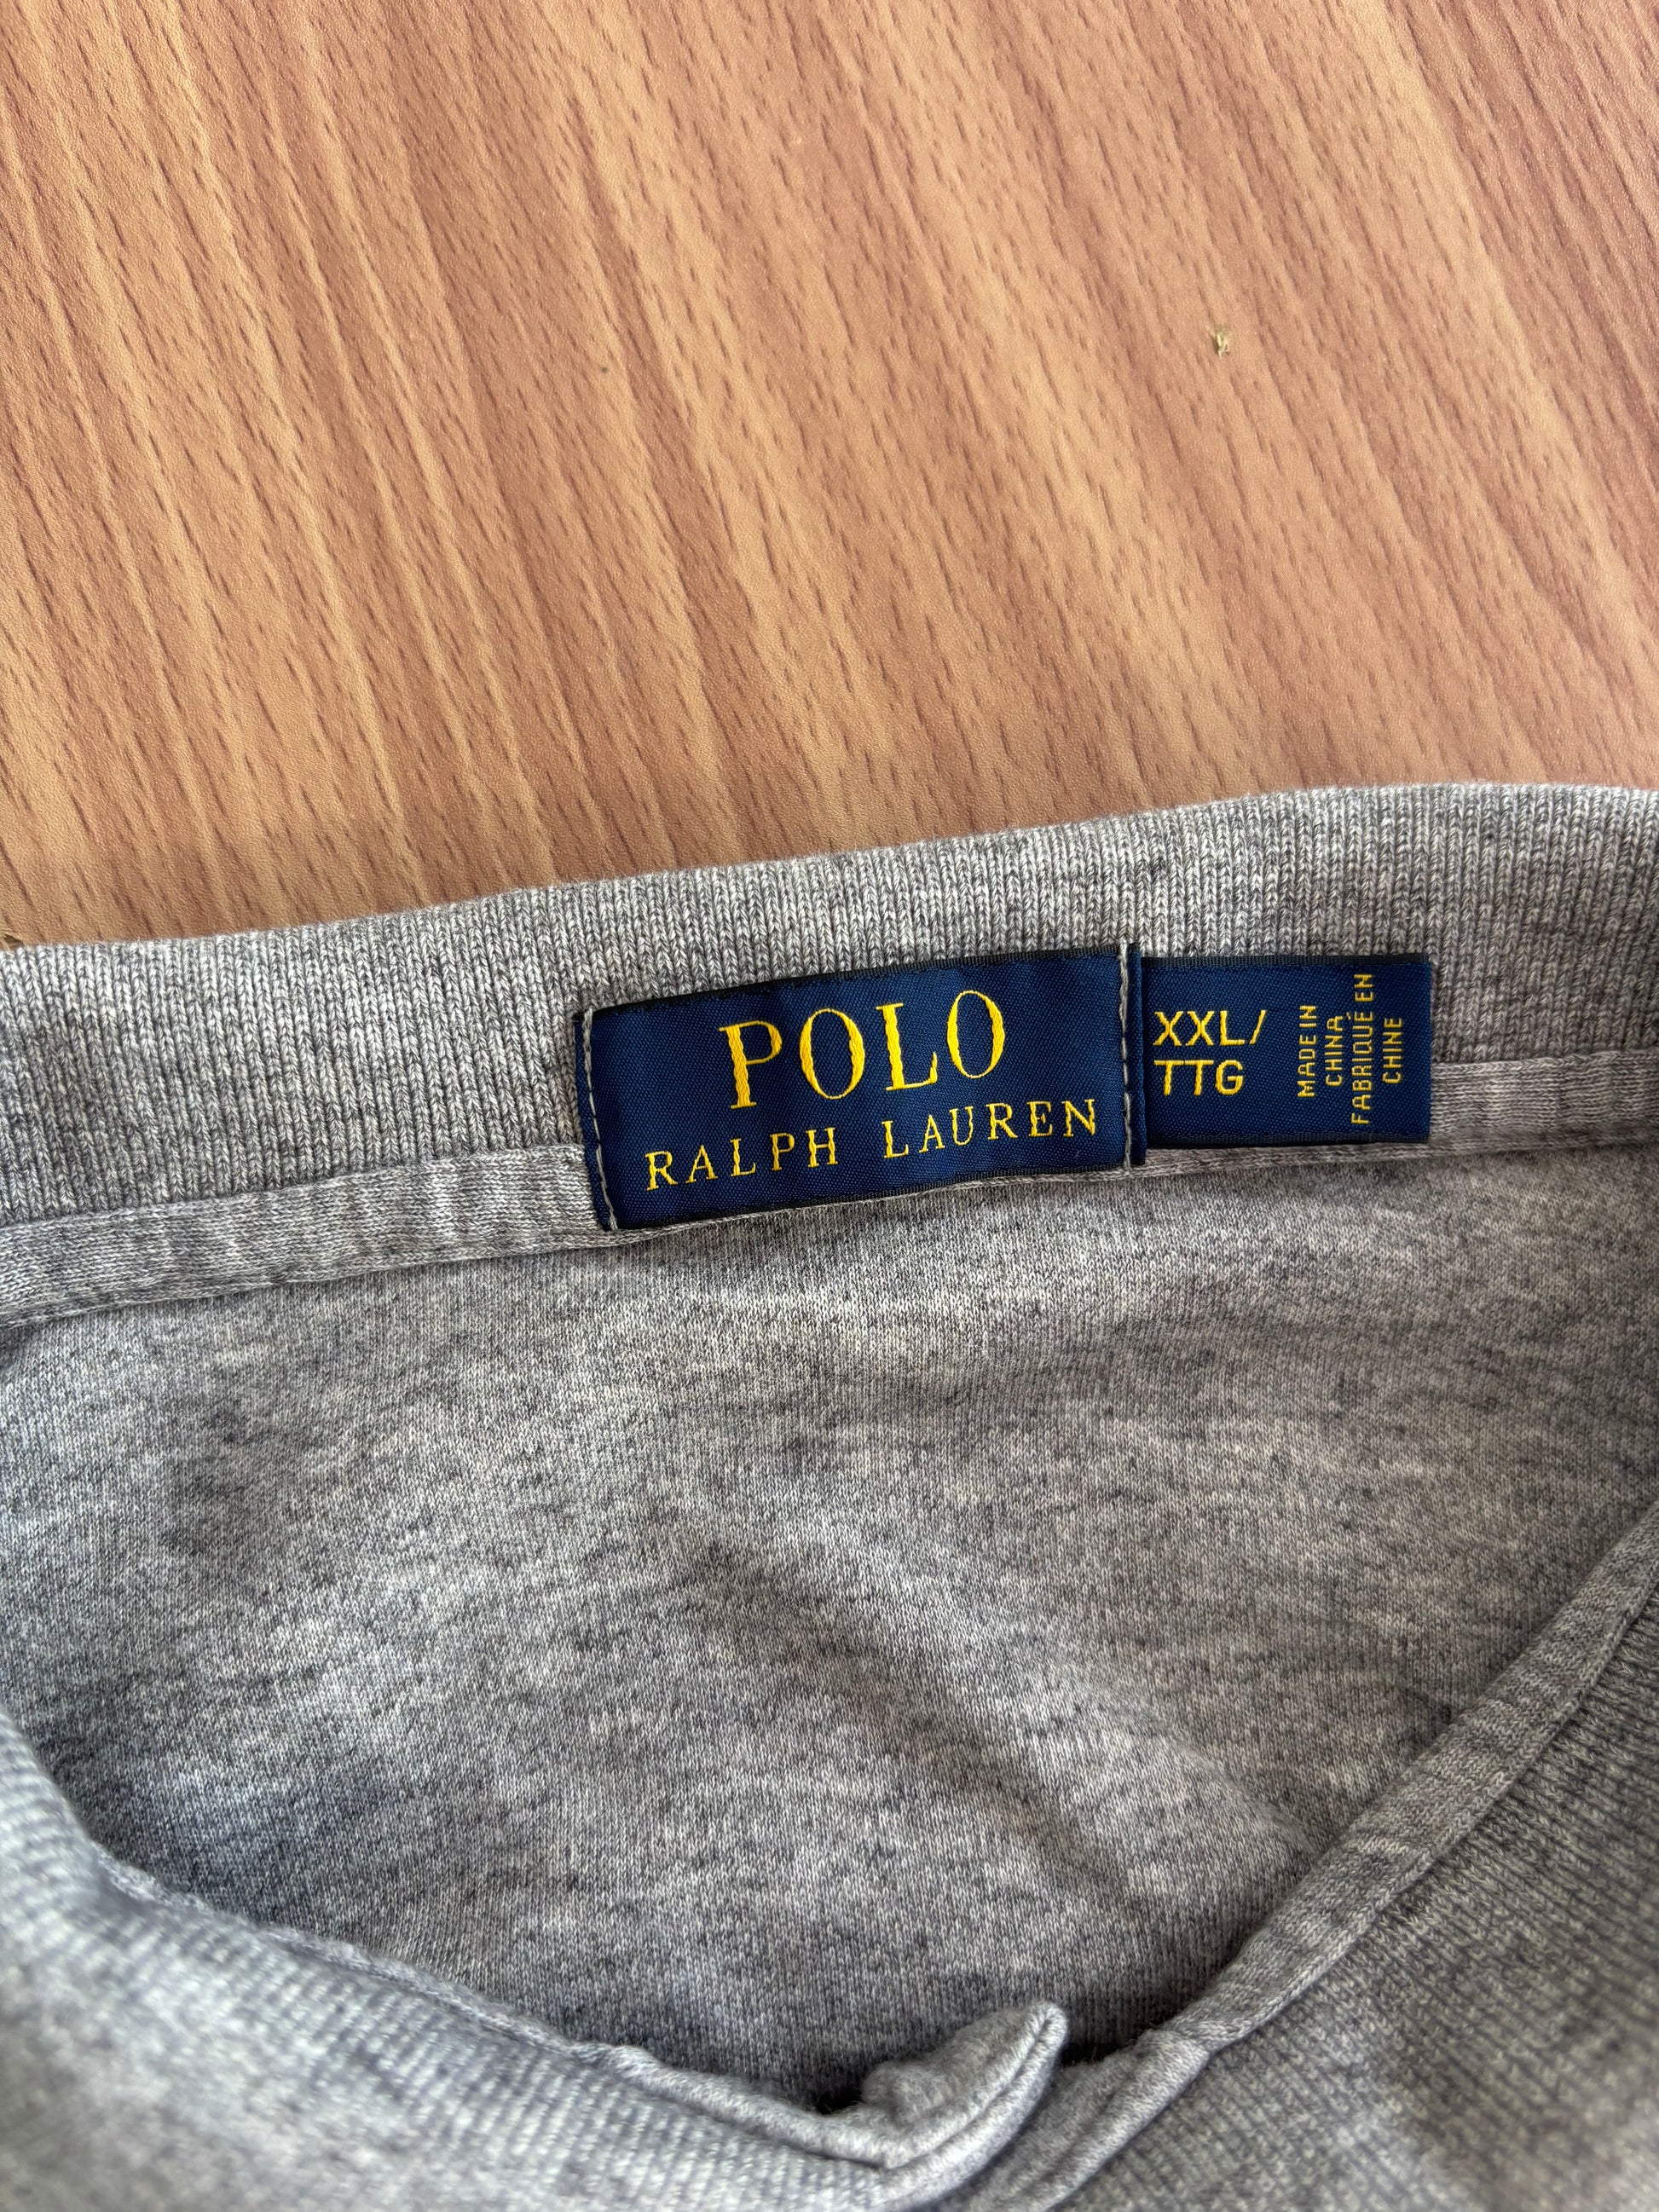 POLO
RALPH LAUREN
XXL/
TTG
MADE IN
CHINA
FABRIQUÉ EN
CHINE